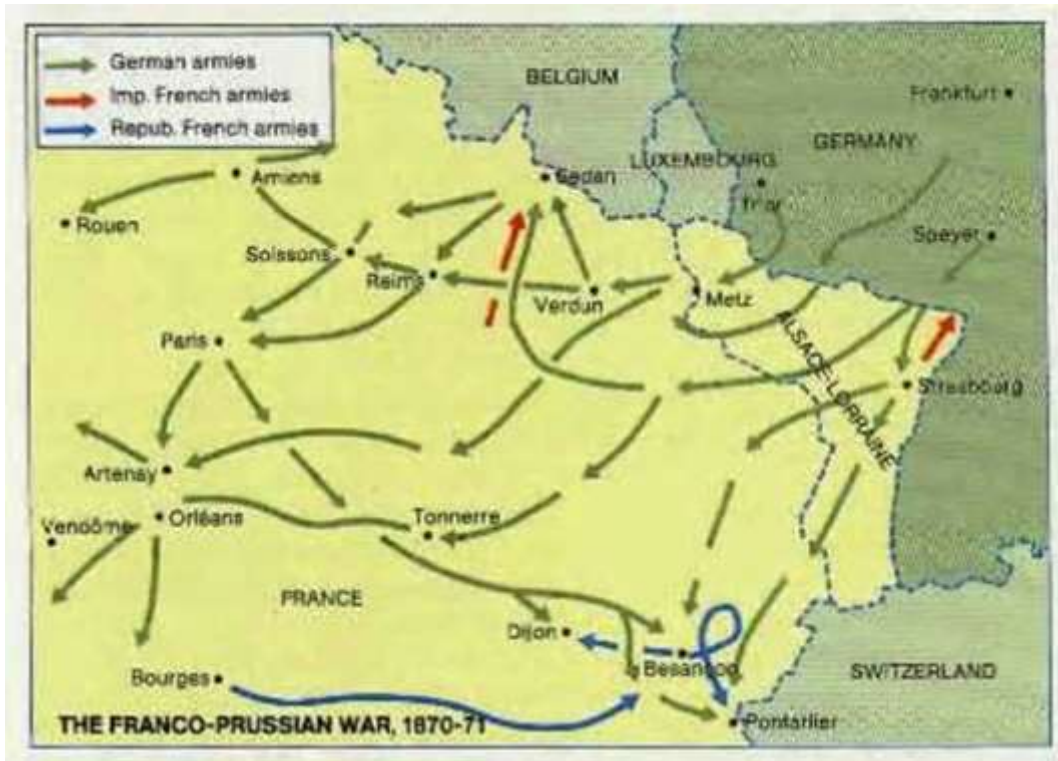 German armies
Imp. French armies
Repub. French armies
BELGIUM
Frankfurt
GERMANY
LUXEMBOURG
Amiens
Sedan
Trier
Rouen
Speyer
Soissons
Reims
Verdun
Metz
Paris
ALSACE-LORRAINE
Strasbourg
Artenay
Orléans
Tonnerre
Vendôme
FRANCE
Dijon
Besançon
Bourges
SWITZERLAND
THE FRANCO-PRUSSIAN WAR, 1870-71
Pontarlier